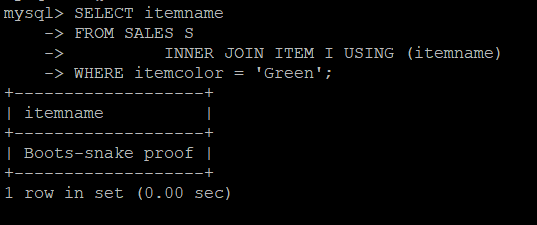 mysql> SELECT itemname
    -> FROM SALES S
    ->          INNER JOIN ITEM I USING (itemname)
    -> WHERE itemcolor = 'Green';
+-------------------+
| itemname          |
+-------------------+
| Boots-snake proof |
+-------------------+
1 row in set (0.00 sec)